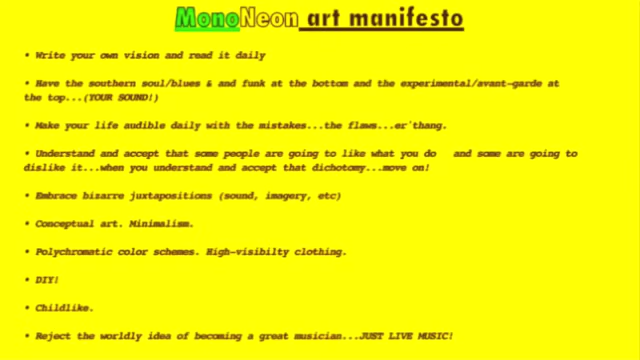 MonoNeon art manifesto
• Write your own vision and read it daily
• Have the southern soul/blues & and funk at the bottom and the experimental/avant-garde at
the top...(YOUR SOUND!)
• Make your life audible daily with the mistakes...the flaws...er'thang.
• Understand and accept that some people are going to like what you do and some are going to
dislike it...when you understand and accept that dichotomy...move on!
• Embrace bizarre juxtapositions (sound, imagery, etc)
• Conceptual art. Minimalism.
• Polychromatic color schemes. High-visibilty clothing.
• DIY!
• Childlike.
• Reject the worldly idea of becoming a great musician...JUST LIVE MUSIC!